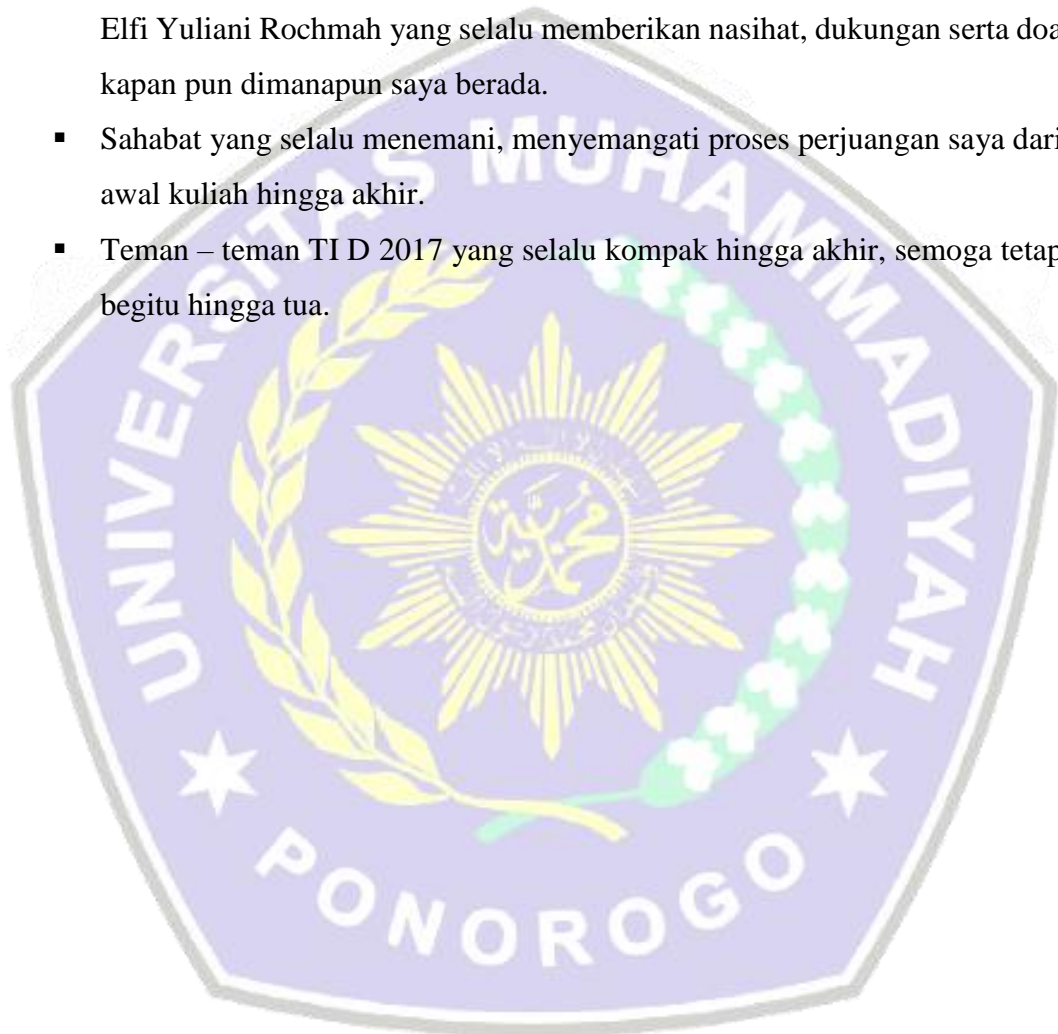 Elfi Yuliani Rochmah yang selalu memberikan nasihat, dukungan serta doa
kapan pun dimanapun saya berada.
▪ Sahabat yang selalu menemani, menyemangati proses perjuangan saya dari
awal kuliah hingga akhir.
▪ Teman – teman TI D 2017 yang selalu kompak hingga akhir, semoga tetap
begitu hingga tua.
UNIVERSITAS MUHAMMADIYAH
PONOROGO
محمدية